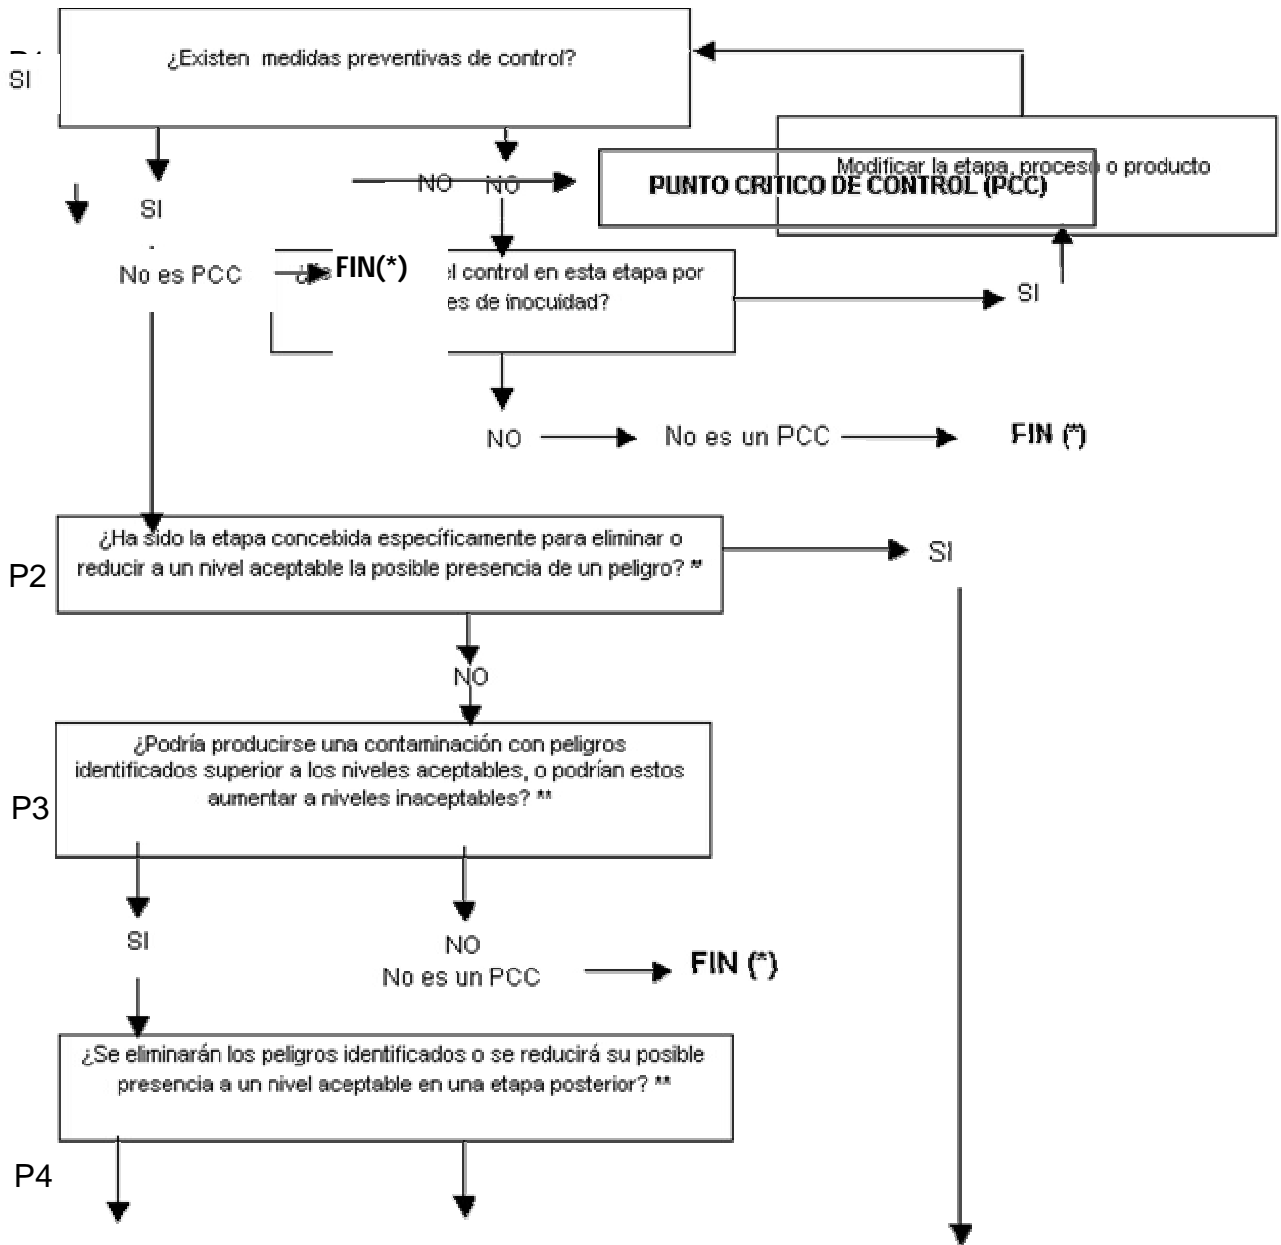 ¿Existen medidas preventivas de control?
SI
Modificar la etapa, proceso o producto
NO NO
PUNTO CRITICO DE CONTROL (PCC)
SI
No es PCC
FIN(*)
l control en esta etapa por
es de inocuidad?
SI
NO
No es un PCC
FIN (*)
P2
¿Ha sido la etapa concebida específicamente para eliminar o
reducir a un nivel aceptable la posible presencia de un peligro? **
SI
NO
P3
¿Podría producirse una contaminación con peligros
identificados superior a los niveles aceptables, o podrían estos
aumentar a niveles inaceptables? **
SI
NO
No es un PCC
FIN (*)
¿Se eliminarán los peligros identificados o se reducirá su posible
presencia a un nivel aceptable en una etapa posterior? **
P4